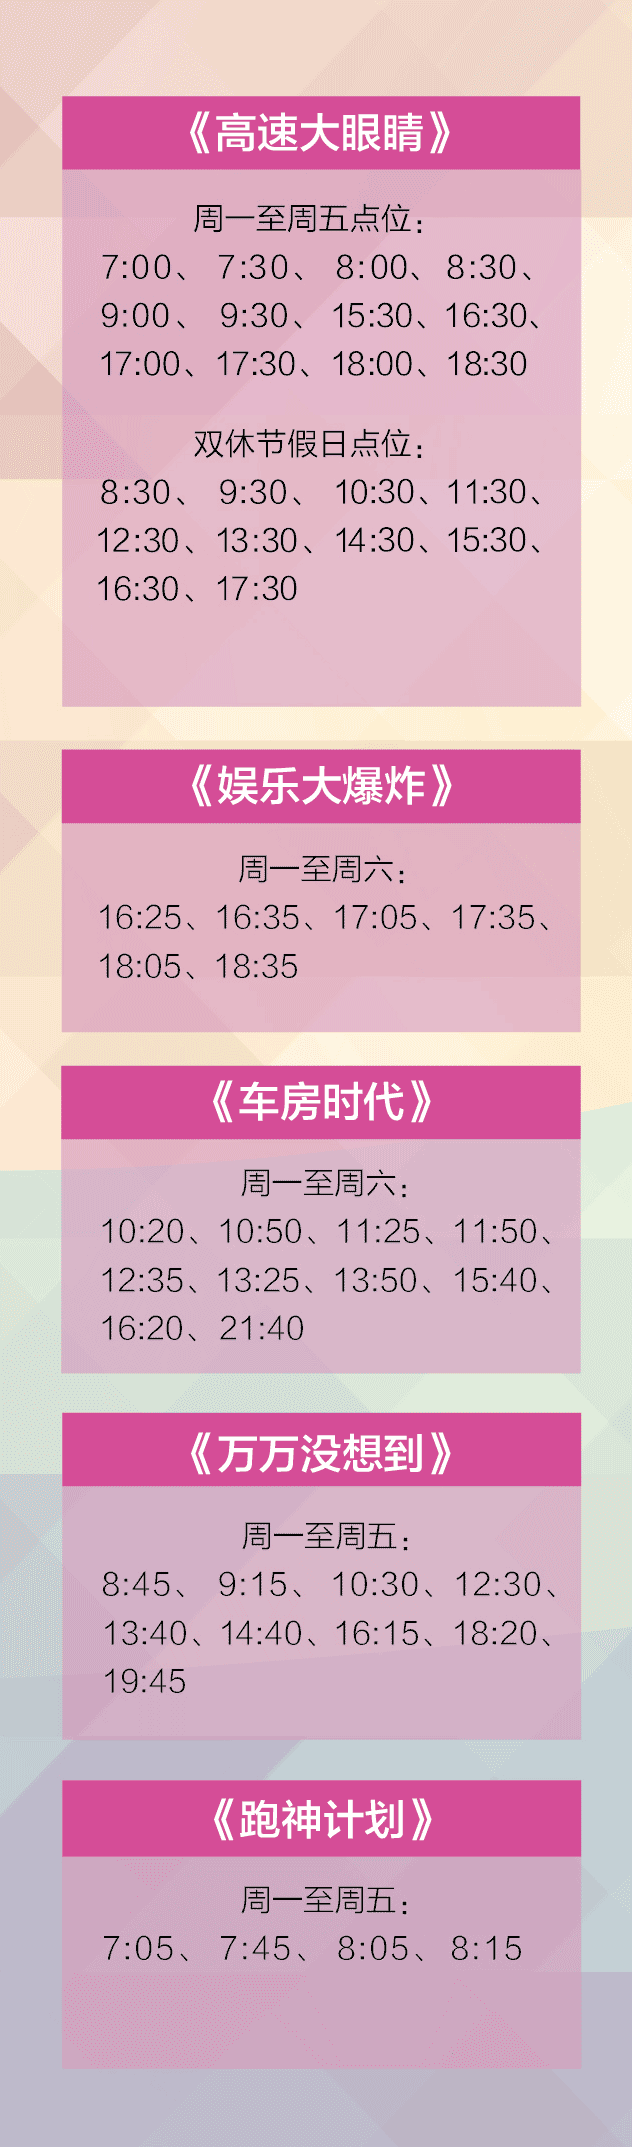 《高速大眼睛》
周一至周五点位：
7:00、 7:30、 8:00、 8:30、
9:00、 9:30、 15:30、16:30、
17:00、17:30、18:00、18:30
双休节假日点位：
8:30、 9:30、 10:30、11:30、
12:30、13:30、14:30、15:30、
16:30、17:30
《娱乐大爆炸》
周一至周六：
16:25、16:35、17:05、17:35、
18:05、18:35
《车房时代》
周一至周六：
10:20、10:50、11:25、11:50、
12:35、13:25、13:50、15:40、
16:20、21:40
《万万没想到》
周一至周五：
8:45、 9:15、 10:30、12:30、
13:40、14:40、16:15、18:20、
19:45
《跑神计划》
周一至周五：
7:05、 7:45、 8:05、 8:15